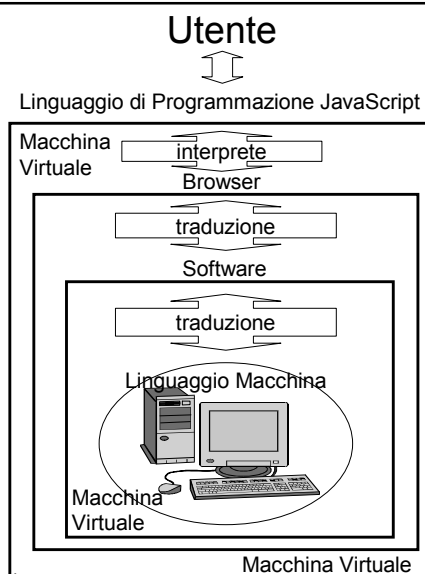 Utente
Linguaggio di Programmazione JavaScript
Macchina
Virtuale
interprete
Browser
traduzione
Software
traduzione
Linguaggio Macchina
Macchina
Virtuale
Macchina Virtuale